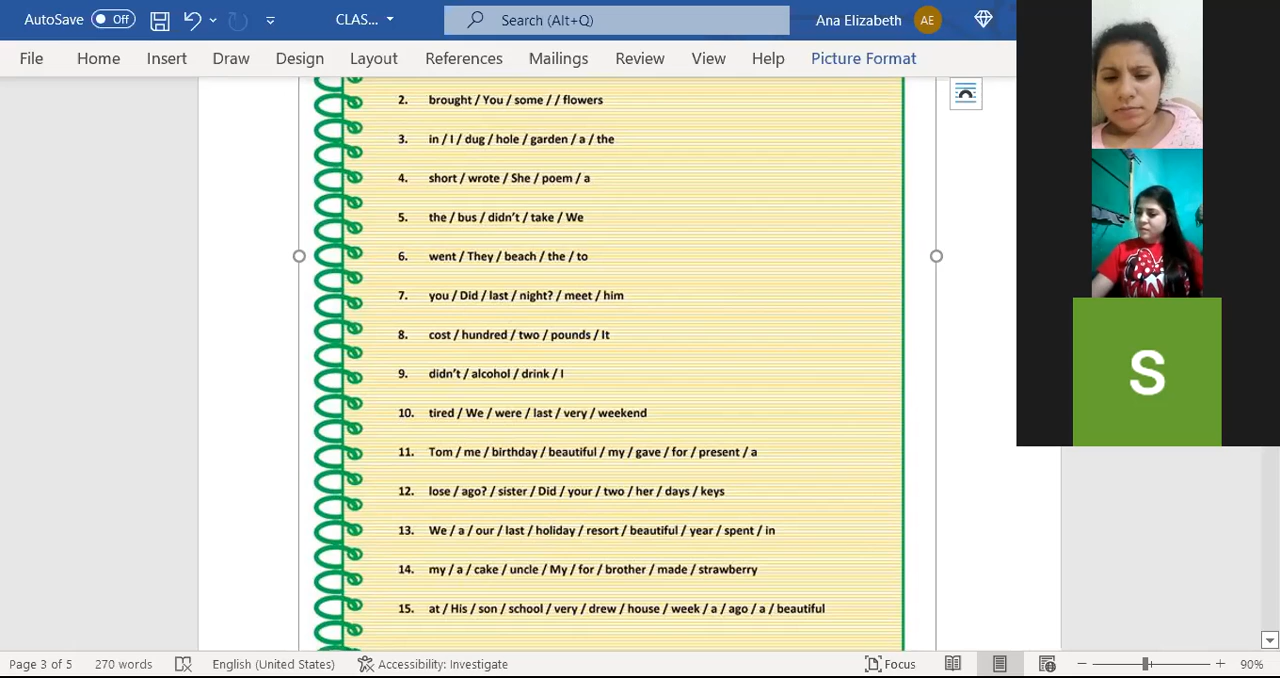 AutoSave Off CLAS... Search (Alt+Q) Ana Elizabeth AE
File Home Insert Draw Design Layout References Mailings Review View Help Picture Format
2. brought / You / some / / flowers
3. in / I / dug / hole / garden / a / the
4. short / wrote / She / poem / a
5. the / bus / didn't / take / We
6. went / They / beach / the / to
7. you / Did / last / night? / meet / him
8. cost / hundred / two / pounds / It
9. didn't / alcohol / drink / I
10. tired / We / were / last / very / weekend
11. Tom / me / birthday / beautiful / my / gave / for / present / a
12. lose / ago? / sister / Did / your / two / her / days / keys
13. We / a / our / last / holiday / resort / beautiful / year / spent / in
14. my / a / cake / uncle / My / for / brother / made / strawberry
15. at / His / son / school / very / drew / house / week / a / ago / a / beautiful
S
Page 3 of 5 270 words English (United States) Accessibility: Investigate Focus 90%